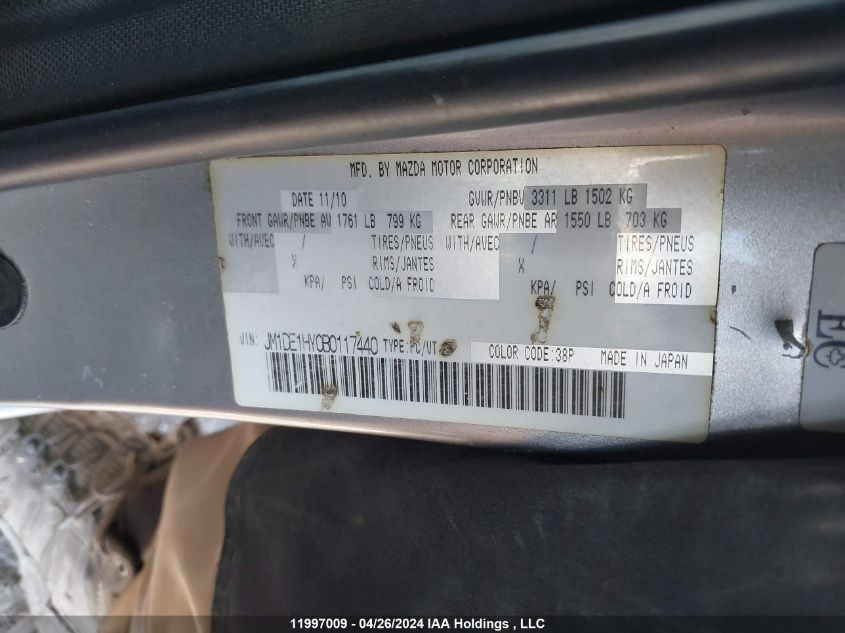 MFD. BY MAZDA MOTOR CORPORATION
DATE 11/10 GVWR/PNBV 3311 LB 1502 KG
FRONT GAWR/PNBE AV 1761 LB 799 KG REAR GAWR/PNBE AR 1550 LB 703 KG
WITH/AVEC / TIRES/PNEUS WITH/AVEC / TIRES/PNEUS
X RIMS/JANTES X RIMS/JANTES
KPA/ PSI COLD/A FROID KPA/ PSI COLD/A FROID
VIN: JM1DE1HY0B0117440 TYPE:PC/VT COLOR CODE:38P MADE IN JAPAN
EC
11997009 - 04/26/2024 IAA Holdings , LLC